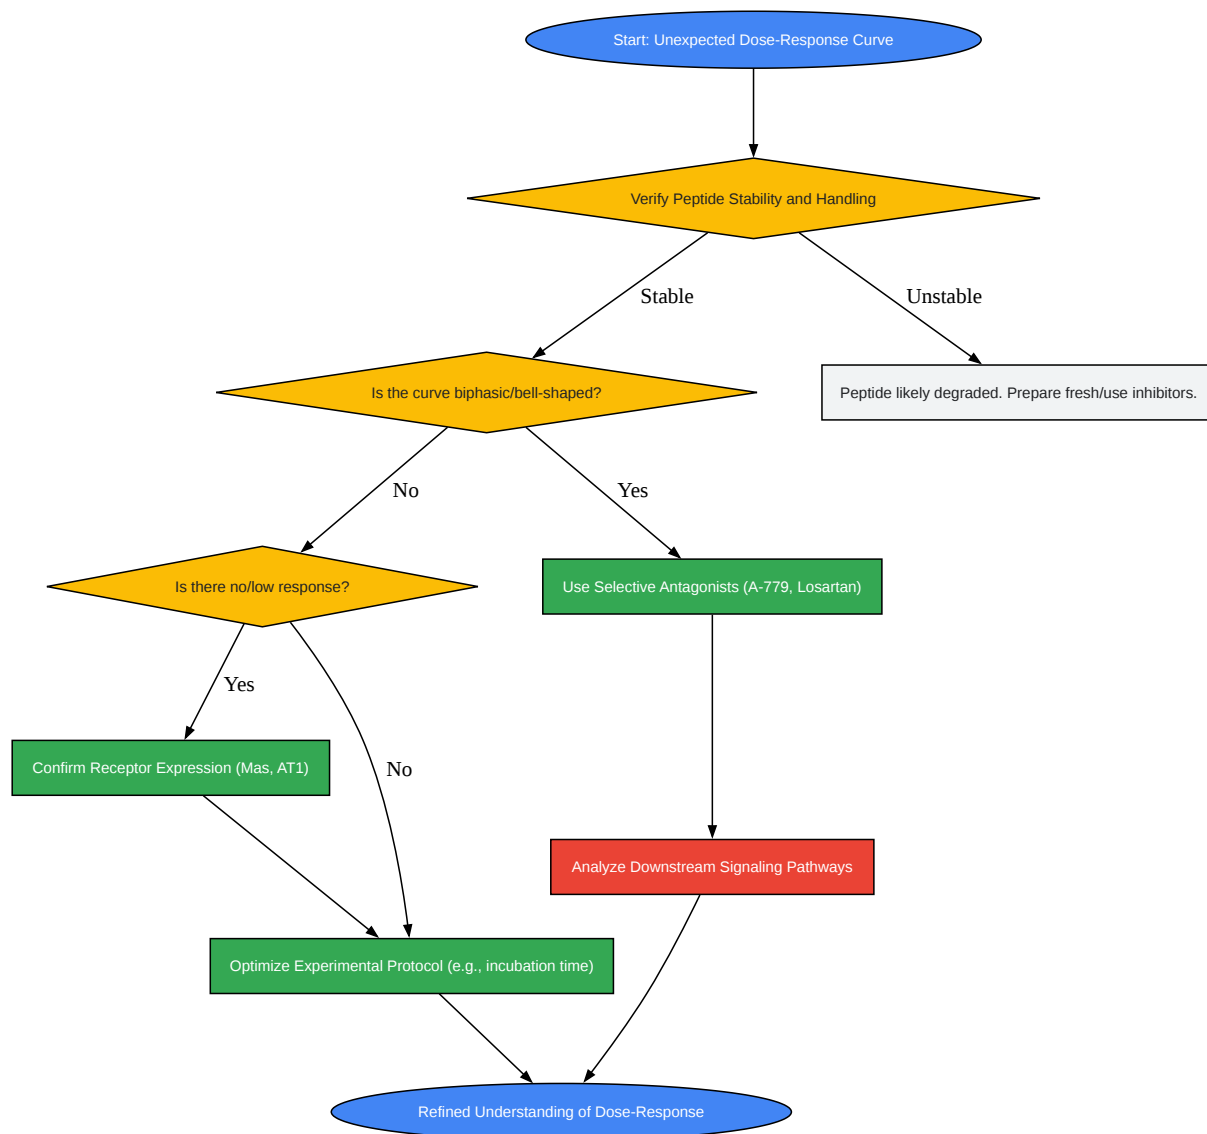 Start: Unexpected Dose-Response Curve
Verify Peptide Stability and Handling
Stable
Unstable
Is the curve biphasic/bell-shaped?
Peptide likely degraded. Prepare fresh/use inhibitors.
No
Yes
Is there no/low response?
Use Selective Antagonists (A-779, Losartan)
Yes
Confirm Receptor Expression (Mas, AT1)
No
Analyze Downstream Signaling Pathways
Optimize Experimental Protocol (e.g., incubation time)
Refined Understanding of Dose-Response